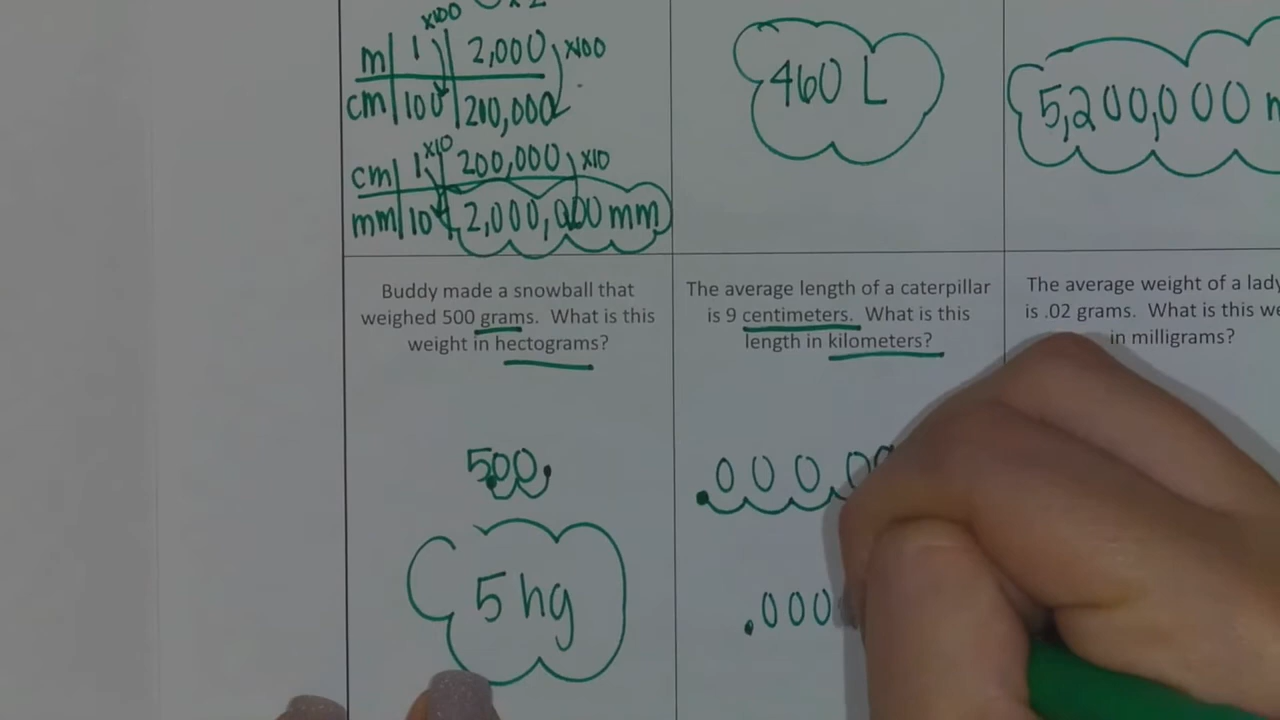 x100
m 1 2,000 x100
cm 100 200,000
cm 1 x10 200,000 x10
mm 10 2,000,000 mm
460 L
5,200,000
Buddy made a snowball that
weighed 500 grams. What is this
weight in hectograms?
500.
5 hg
The average length of a caterpillar
is 9 centimeters. What is this
length in kilometers?
.0000
.000
The average weight of a lady
is .02 grams. What is this we
in milligrams?